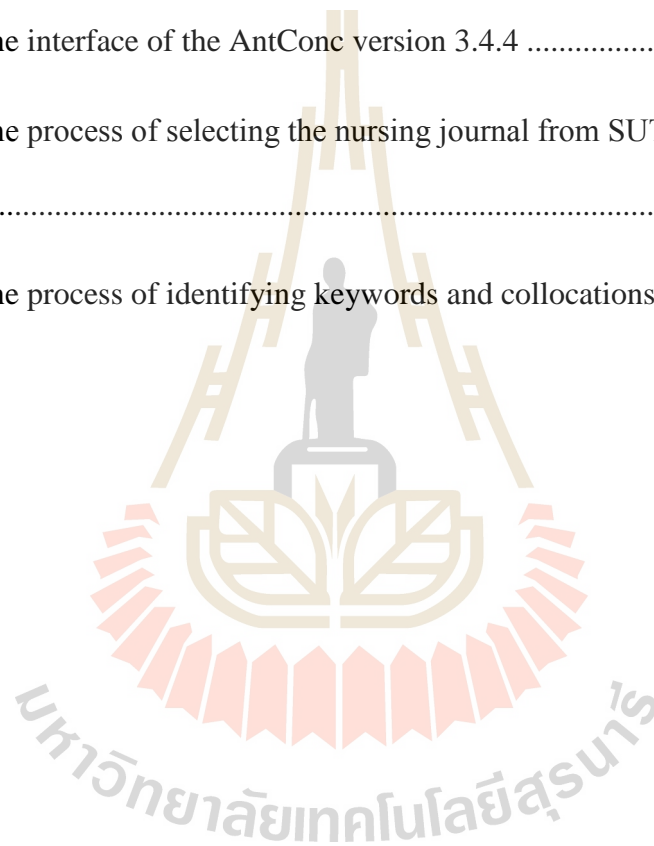 he interface of the AntConc version 3.4.4 ..................
he process of selecting the nursing journal from SU
...................................................................................
he process of identifying keywords and collocations
มหาวิทยาลัยเทคโนโลยีสุรนารี